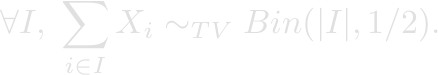 ∀I, ∑_{i∈I} X_i ∼_{TV} Bin(|I|, 1/2).